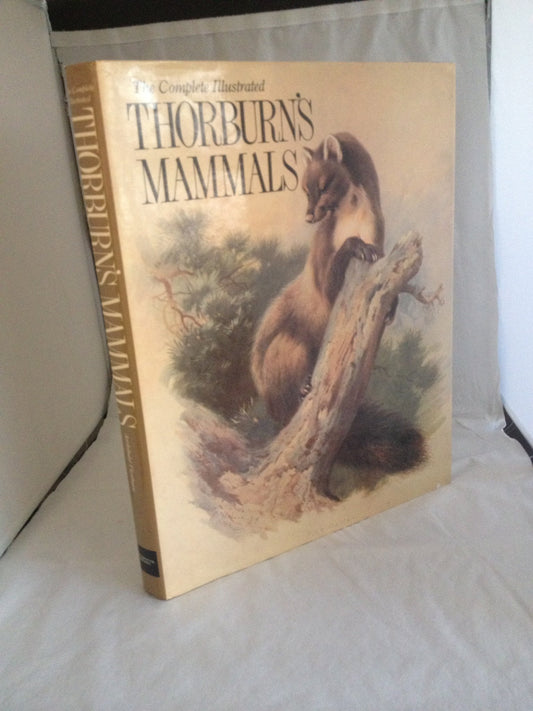 The Complete Illustrated
THORBURN'S
MAMMALS
THORBURN'S MAMMALS